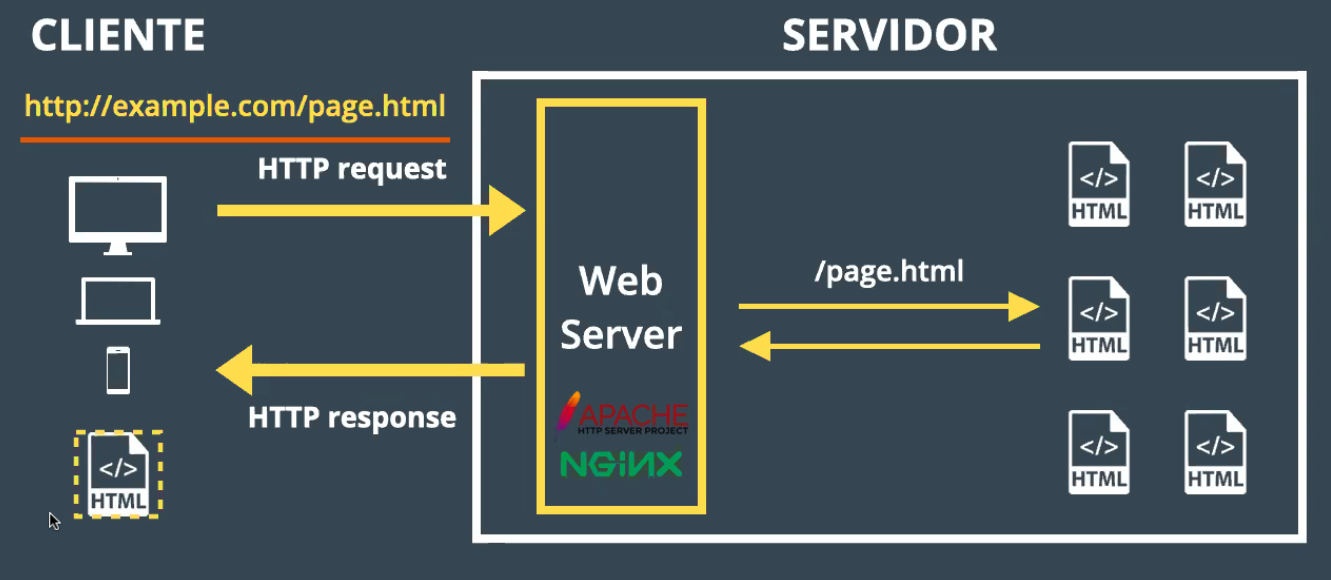 CLIENTE
SERVIDOR
http://example.com/page.html
HTTP request
HTTP response
</>
HTML
Web
Server
APACHE
HTTP SERVER PROJECT
NGiNX
/page.html
</>
HTML
</>
HTML
</>
HTML
</>
HTML
</>
HTML
</>
HTML